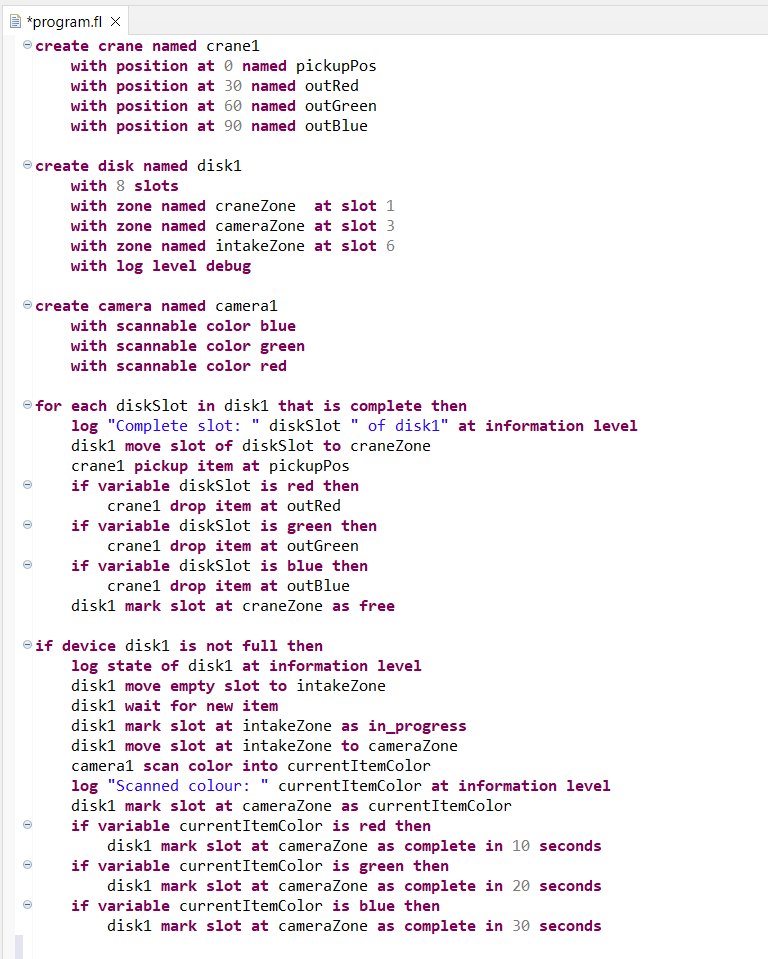 *program.fl
create crane named crane1
    with position at 0 named pickupPos
    with position at 30 named outRed
    with position at 60 named outGreen
    with position at 90 named outBlue

create disk named disk1
    with 8 slots
    with zone named craneZone  at slot 1
    with zone named cameraZone at slot 3
    with zone named intakeZone at slot 6
    with log level debug

create camera named camera1
    with scannable color blue
    with scannable color green
    with scannable color red

for each diskSlot in disk1 that is complete then
    log "Complete slot: " diskSlot " of disk1" at information level
    disk1 move slot of diskSlot to craneZone
    crane1 pickup item at pickupPos
    if variable diskSlot is red then
        crane1 drop item at outRed
    if variable diskSlot is green then
        crane1 drop item at outGreen
    if variable diskSlot is blue then
        crane1 drop item at outBlue
    disk1 mark slot at craneZone as free

if device disk1 is not full then
    log state of disk1 at information level
    disk1 move empty slot to intakeZone
    disk1 wait for new item
    disk1 mark slot at intakeZone as in_progress
    disk1 move slot at intakeZone to cameraZone
    camera1 scan color into currentItemColor
    log "Scanned colour: " currentItemColor at information level
    disk1 mark slot at cameraZone as currentItemColor
    if variable currentItemColor is red then
        disk1 mark slot at cameraZone as complete in 10 seconds
    if variable currentItemColor is green then
        disk1 mark slot at cameraZone as complete in 20 seconds
    if variable currentItemColor is blue then
        disk1 mark slot at cameraZone as complete in 30 seconds